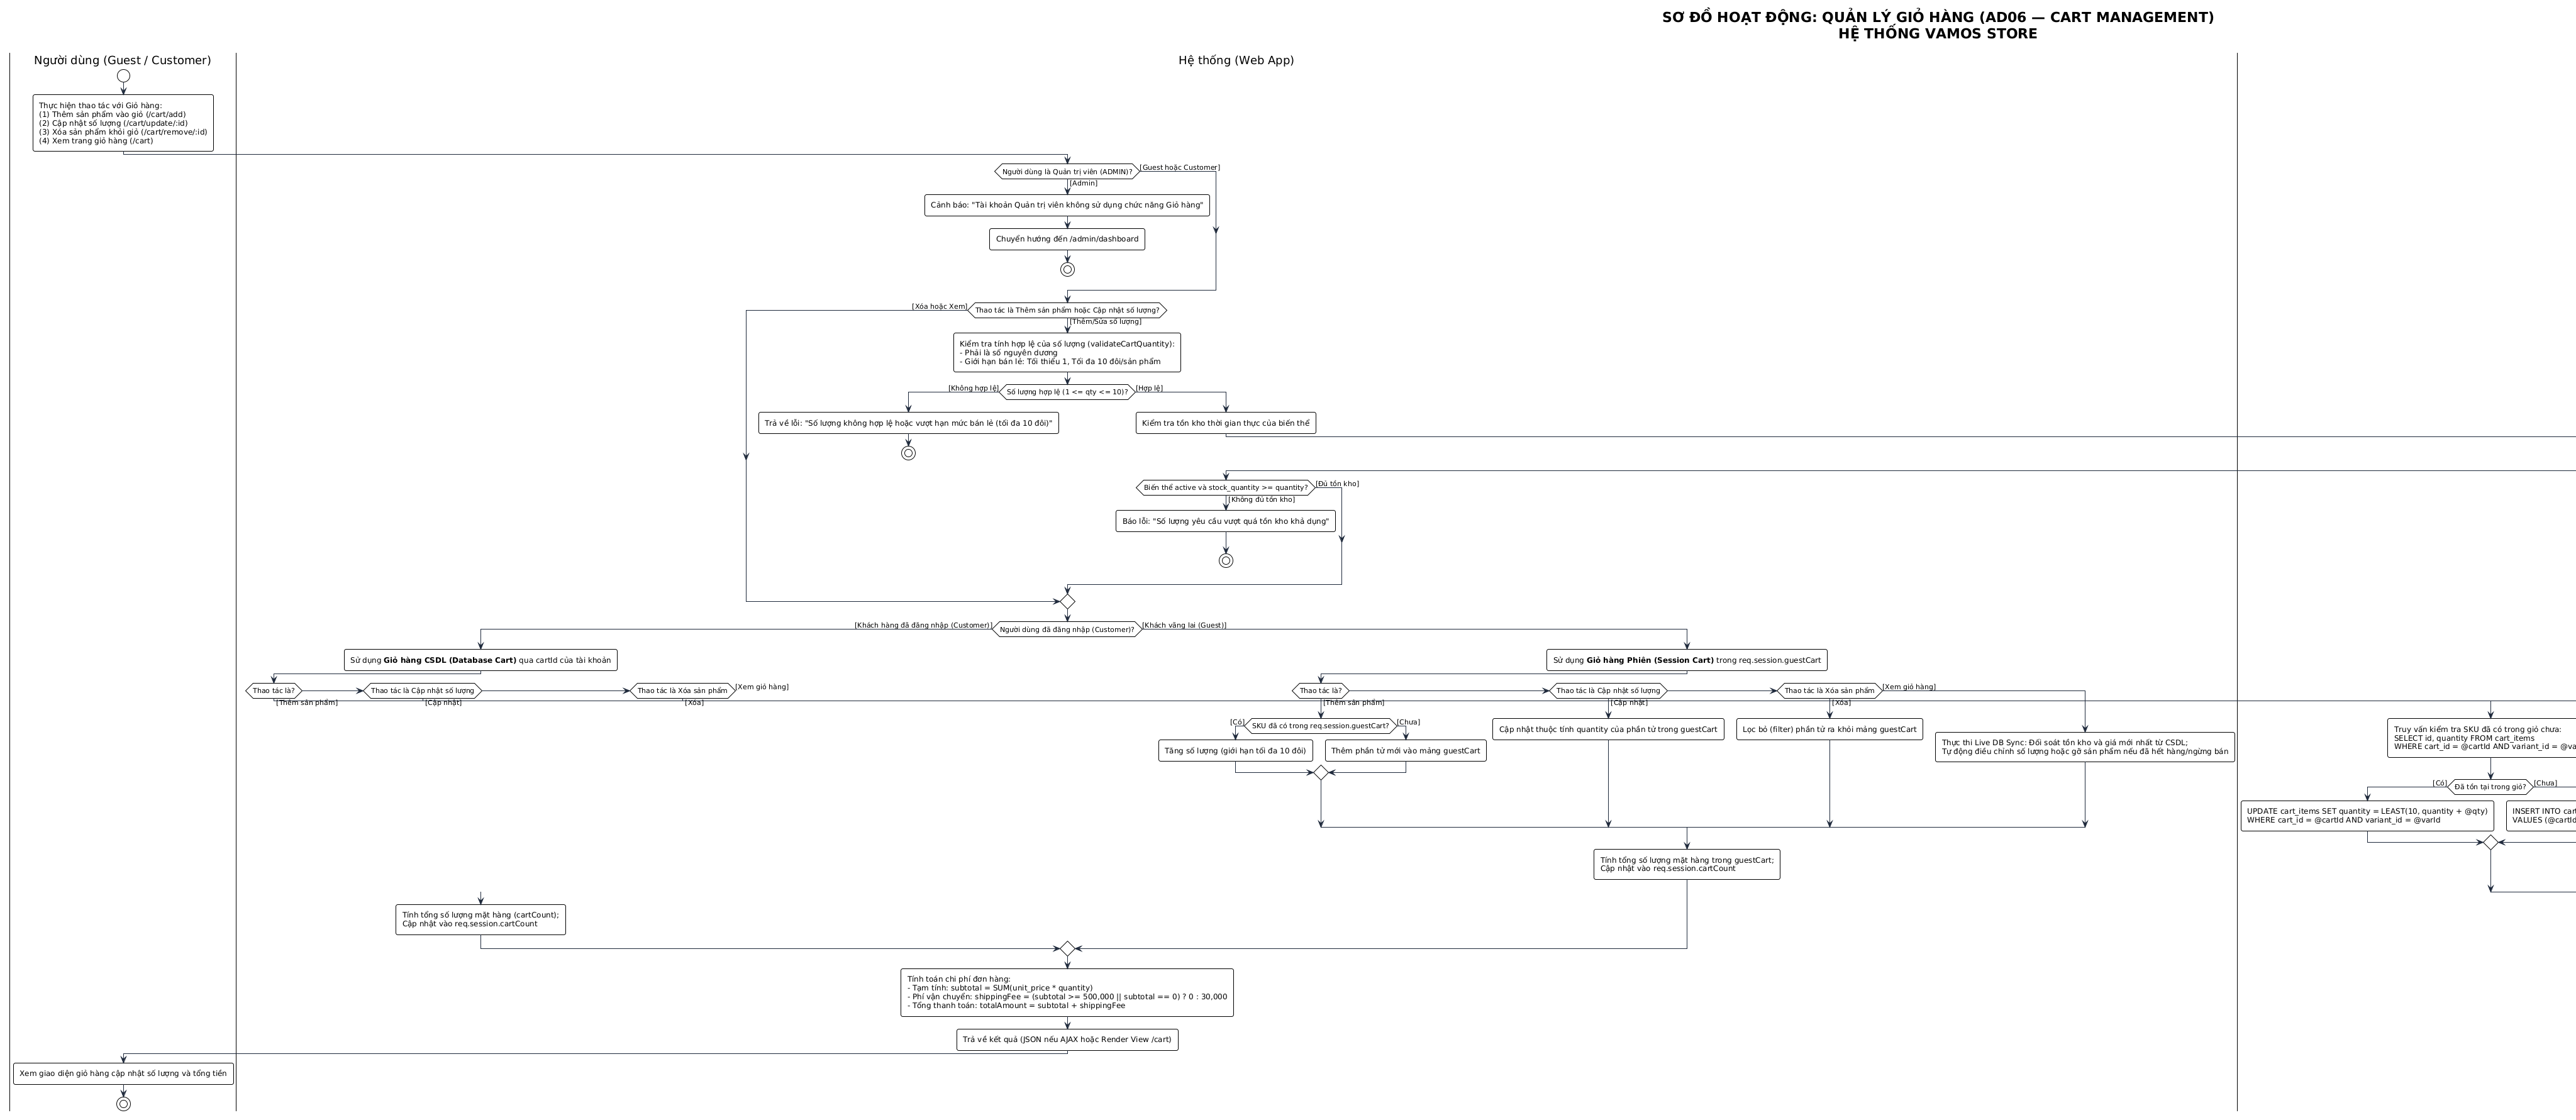 SƠ ĐỒ HOẠT ĐỘNG: QUẢN LÝ GIỎ HÀNG (AD06 — CART MANAGEMENT)
HỆ THỐNG VAMOS STORE
Người dùng (Guest / Customer)
Hệ thống (Web App)
Thực hiện thao tác với Giỏ hàng:
(1) Thêm sản phẩm vào giỏ (/cart/add)
(2) Cập nhật số lượng (/cart/update/:id)
(3) Xóa sản phẩm khỏi giỏ (/cart/remove/:id)
(4) Xem trang giỏ hàng (/cart)
Người dùng là Quản trị viên (ADMIN)?
[Guest hoặc Customer]
[Admin]
Cảnh báo: "Tài khoản Quản trị viên không sử dụng chức năng Giỏ hàng"
Chuyển hướng đến /admin/dashboard
[Xóa hoặc Xem]
Thao tác là Thêm sản phẩm hoặc Cập nhật số lượng?
[Thêm/Sửa số lượng]
Kiểm tra tính hợp lệ của số lượng (validateCartQuantity):
- Phải là số nguyên dương
- Giới hạn bán lẻ: Tối thiểu 1, Tối đa 10 đôi/sản phẩm
[Không hợp lệ]
Số lượng hợp lệ (1 <= qty <= 10)?
[Hợp lệ]
Trả về lỗi: "Số lượng không hợp lệ hoặc vượt hạn mức bán lẻ (tối đa 10 đôi)"
Kiểm tra tồn kho thời gian thực của biến thể
Biến thể active và stock_quantity >= quantity?
[Đủ tồn kho]
[Không đủ tồn kho]
Báo lỗi: "Số lượng yêu cầu vượt quá tồn kho khả dụng"
[Khách hàng đã đăng nhập (Customer)]
Người dùng đã đăng nhập (Customer)?
[Khách vãng lai (Guest)]
Sử dụng Giỏ hàng CSDL (Database Cart) qua cartId của tài khoản
Sử dụng Giỏ hàng Phiên (Session Cart) trong req.session.guestCart
Thao tác là?
[Thêm sản phẩm]
Thao tác là Cập nhật số lượng
[Cập nhật]
Thao tác là Xóa sản phẩm
[Xóa]
[Xem giỏ hàng]
Thao tác là?
[Thêm sản phẩm]
Thao tác là Cập nhật số lượng
[Cập nhật]
Thao tác là Xóa sản phẩm
[Xóa]
[Xem giỏ hàng]
[Có]
SKU đã có trong req.session.guestCart?
[Chưa]
Tăng số lượng (giới hạn tối đa 10 đôi)
Thêm phần tử mới vào mảng guestCart
Cập nhật thuộc tính quantity của phần tử trong guestCart
Lọc bỏ (filter) phần tử ra khỏi mảng guestCart
Thực thi Live DB Sync: Đối soát tồn kho và giá mới nhất từ CSDL;
Tự động điều chỉnh số lượng hoặc gỡ sản phẩm nếu đã hết hàng/ngừng bán
Truy vấn kiểm tra SKU đã có trong giỏ chưa:
SELECT id, quantity FROM cart_items
WHERE cart_id = @cartId AND variant_id = @va
[Có]
Đã tồn tại trong giỏ?
[Chưa]
UPDATE cart_items SET quantity = LEAST(10, quantity + @qty)
WHERE cart_id = @cartId AND variant_id = @varId
INSERT INTO cart
VALUES (@cartId
Tính tổng số lượng mặt hàng trong guestCart;
Cập nhật vào req.session.cartCount
Tính tổng số lượng mặt hàng (cartCount);
Cập nhật vào req.session.cartCount
Tính toán chi phí đơn hàng:
- Tạm tính: subtotal = SUM(unit_price * quantity)
- Phí vận chuyển: shippingFee = (subtotal >= 500,000 || subtotal == 0) ? 0 : 30,000
- Tổng thanh toán: totalAmount = subtotal + shippingFee
Trả về kết quả (JSON nếu AJAX hoặc Render View /cart)
Xem giao diện giỏ hàng cập nhật số lượng và tổng tiền